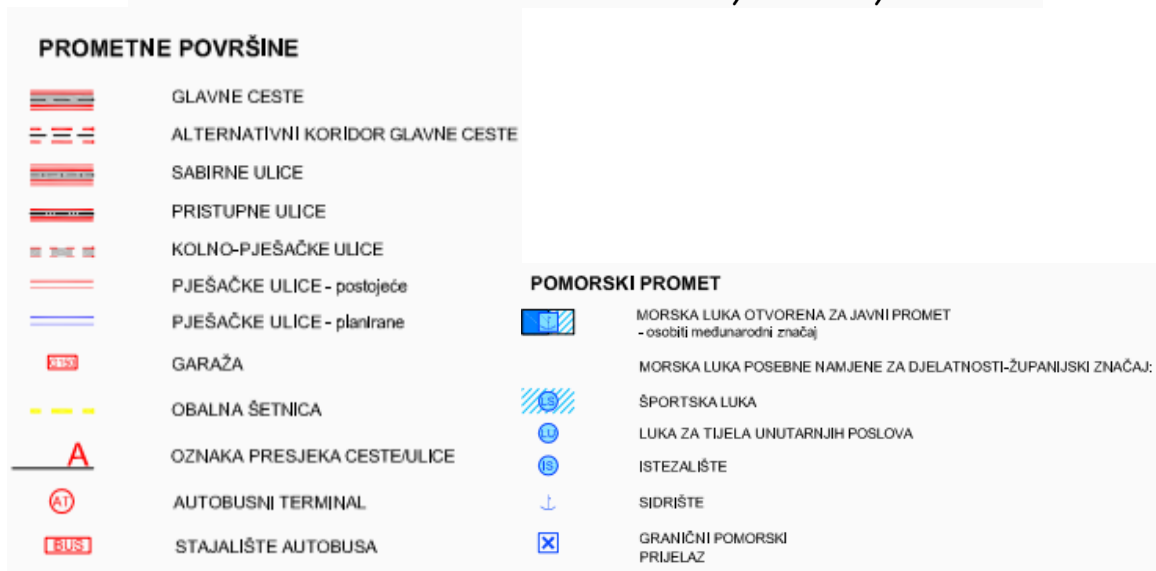 PROMETNE POVRŠINE
GLAVNE CESTE
ALTERNATIVNI KORIDOR GLAVNE CESTE
SABIRNE ULICE
PRISTUPNE ULICE
KOLNO-PJEŠAČKE ULICE
PJEŠAČKE ULICE - postojeće
PJEŠAČKE ULICE - planirane
GARAŽA
OBALNA ŠETNICA
A OZNAKA PRESJEKA CESTE/ULICE
AT AUTOBUSNI TERMINAL
BUS STAJALIŠTE AUTOBUSA
POMORSKI PROMET
MORSKA LUKA OTVORENA ZA JAVNI PROMET
- osobiti međunarodni značaj
MORSKA LUKA POSEBNE NAMJENE ZA DJELATNOSTI-ŽUPANIJSKI ZNAČAJ:
LS ŠPORTSKA LUKA
LU LUKA ZA TIJELA UNUTARNJIH POSLOVA
IS ISTEZALIŠTE
SIDRIŠTE
GRANIČNI POMORSKI
PRIJELAZ